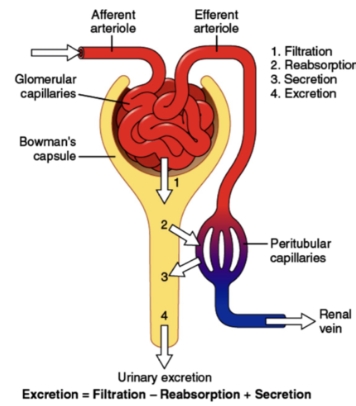 Afferent
arteriole
Efferent
arteriole
1. Filtration
2. Reabsorption
3. Secretion
4. Excretion
Glomerular
capillaries
Bowman's
capsule
1
2
Peritubular
capillaries
3
4
Renal
vein
Urinary excretion
Excretion = Filtration – Reabsorption + Secretion